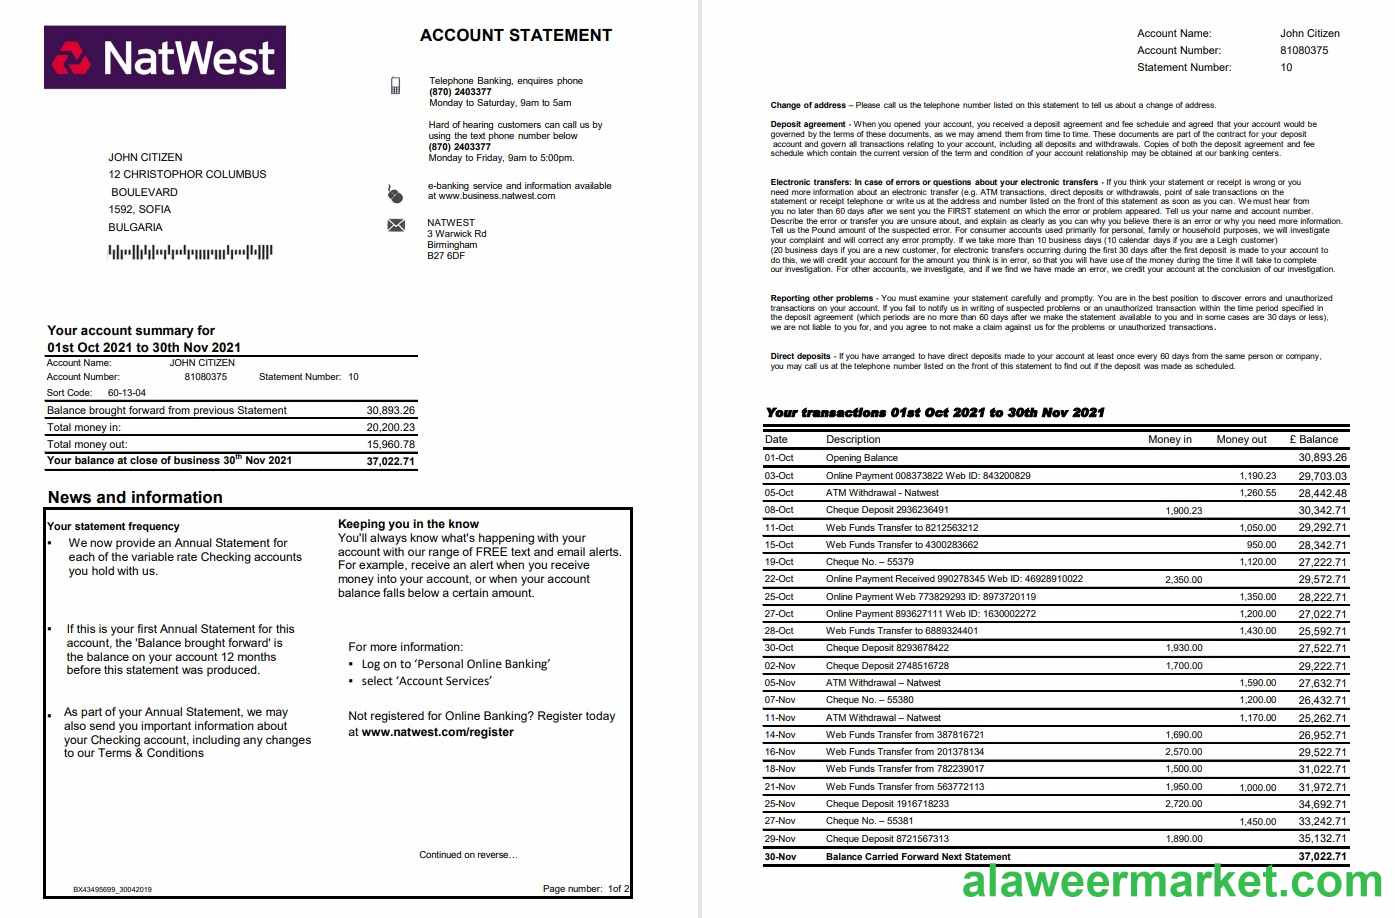 NatWest
ACCOUNT STATEMENT
Telephone Banking, enquires phone
(870) 2403377
Monday to Saturday, 9am to 5am
Hard of hearing customers can call us by
using the text phone number below
(870) 2403377
Monday to Friday, 9am to 5:00pm.
JOHN CITIZEN
12 CHRISTOPHOR COLUMBUS
BOULEVARD
1592, SOFIA
BULGARIA
e-banking service and information available
at www.business.natwest.com
NATWEST
3 Warwick Rd
Birmingham
B27 6DF
Your account summary for
01st Oct 2021 to 30th Nov 2021
Account Name: JOHN CITIZEN
Account Number: 81080375 Statement Number: 10
Sort Code: 60-13-04
Balance brought forward from previous Statement 30,893.26
Total money in: 20,200.23
Total money out: 15,960.78
Your balance at close of business 30th Nov 2021 37,022.71
News and information
Your statement frequency
▪ We now provide an Annual Statement for
each of the variable rate Checking accounts
you hold with us.
▪ If this is your first Annual Statement for this
account, the 'Balance brought forward' is
the balance on your account 12 months
before this statement was produced.
▪ As part of your Annual Statement, we may
also send you important information about
your Checking account, including any changes
to our Terms & Conditions
Keeping you in the know
You'll always know what's happening with your
account with our range of FREE text and email alerts.
For example, receive an alert when you receive
money into your account, or when your account
balance falls below a certain amount.
For more information:
▪ Log on to ‘Personal Online Banking’
▪ select ‘Account Services’
Not registered for Online Banking? Register today
at www.natwest.com/register
Continued on reverse…
BX43495699_30042019
Page number: 1of 2
Account Name: John Citizen
Account Number: 81080375
Statement Number: 10
Change of address – Please call us the telephone number listed on this statement to tell us about a change of address.
Deposit agreement - When you opened your account, you received a deposit agreement and fee schedule and agreed that your account would be
governed by the terms of these documents, as we may amend them from time to time. These documents are part of the contract for your deposit
account and govern all transactions relating to your account, including all deposits and withdrawals. Copies of both the deposit agreement and fee
schedule which contain the current version of the term and condition of your account relationship may be obtained at our banking centers.
Electronic transfers: In case of errors or questions about your electronic transfers - If you think your statement or receipt is wrong or you
need more information about an electronic transfer (e.g. ATM transactions, direct deposits or withdrawals, point of sale transactions on the
statement or receipt telephone or write us at the address and number listed on the front of this statement as soon as you can. We must hear from
you no later than 60 days after we sent you the FIRST statement on which the error or problem appeared. Tell us your name and account number.
Describe the error or transfer you are unsure about, and explain as clearly as you can why you believe there is an error or why you need more information.
Tell us the Pound amount of the suspected error. For consumer accounts used primarily for personal, family or household purposes, we will investigate
your complaint and will correct any error promptly. If we take more than 10 business days (10 calendar days if you are a Leigh customer)
(20 business days if you are a new customer, for electronic transfers occurring during the first 30 days after the first deposit is made to your account to
do this, we will credit your account for the amount you think is in error, so that you will have use of the money during the time it will take to complete
our investigation. For other accounts, we investigate, and if we find we have made an error, we credit your account at the conclusion of our investigation.
Reporting other problems - You must examine your statement carefully and promptly. You are in the best position to discover errors and unauthorized
transactions on your account. If you fail to notify us in writing of suspected problems or an unauthorized transaction within the time period specified in
the deposit agreement (which periods are no more than 60 days after we make the statement available to you and in some cases are 30 days or less),
we are not liable to you for, and you agree to not make a claim against us for the problems or unauthorized transactions.
Direct deposits - If you have arranged to have direct deposits made to your account at least once every 60 days from the same person or company,
you may call us at the telephone number listed on the front of this statement to find out if the deposit was made as scheduled.
Your transactions 01st Oct 2021 to 30th Nov 2021
Date Description Money in Money out £ Balance
01-Oct Opening Balance 30,893.26
03-Oct Online Payment 008373822 Web ID: 843200829 1,190.23 29,703.03
05-Oct ATM Withdrawal - Natwest 1,260.55 28,442.48
08-Oct Cheque Deposit 2936236491 1,900.23 30,342.71
11-Oct Web Funds Transfer to 8212563212 1,050.00 29,292.71
15-Oct Web Funds Transfer to 4300283662 950.00 28,342.71
19-Oct Cheque No. – 55379 1,120.00 27,222.71
22-Oct Online Payment Received 990278345 Web ID: 46928910022 2,350.00 29,572.71
25-Oct Online Payment Web 773829293 ID: 8973720119 1,350.00 28,222.71
27-Oct Online Payment 893627111 Web ID: 1630002272 1,200.00 27,022.71
28-Oct Web Funds Transfer to 6889324401 1,430.00 25,592.71
30-Oct Cheque Deposit 8293678422 1,930.00 27,522.71
02-Nov Cheque Deposit 2748516728 1,700.00 29,222.71
05-Nov ATM Withdrawal – Natwest 1,590.00 27,632.71
07-Nov Cheque No. – 55380 1,200.00 26,432.71
11-Nov ATM Withdrawal – Natwest 1,170.00 25,262.71
14-Nov Web Funds Transfer from 387816721 1,690.00 26,952.71
16-Nov Web Funds Transfer from 201378134 2,570.00 29,522.71
18-Nov Web Funds Transfer from 782239017 1,500.00 31,022.71
21-Nov Web Funds Transfer from 563772113 1,950.00 1,000.00 31,972.71
25-Nov Cheque Deposit 1916718233 2,720.00 34,692.71
27-Nov Cheque No. – 55381 1,450.00 33,242.71
29-Nov Cheque Deposit 8721567313 1,890.00 35,132.71
30-Nov Balance Carried Forward Next Statement 37,022.71
alaweermarket.com